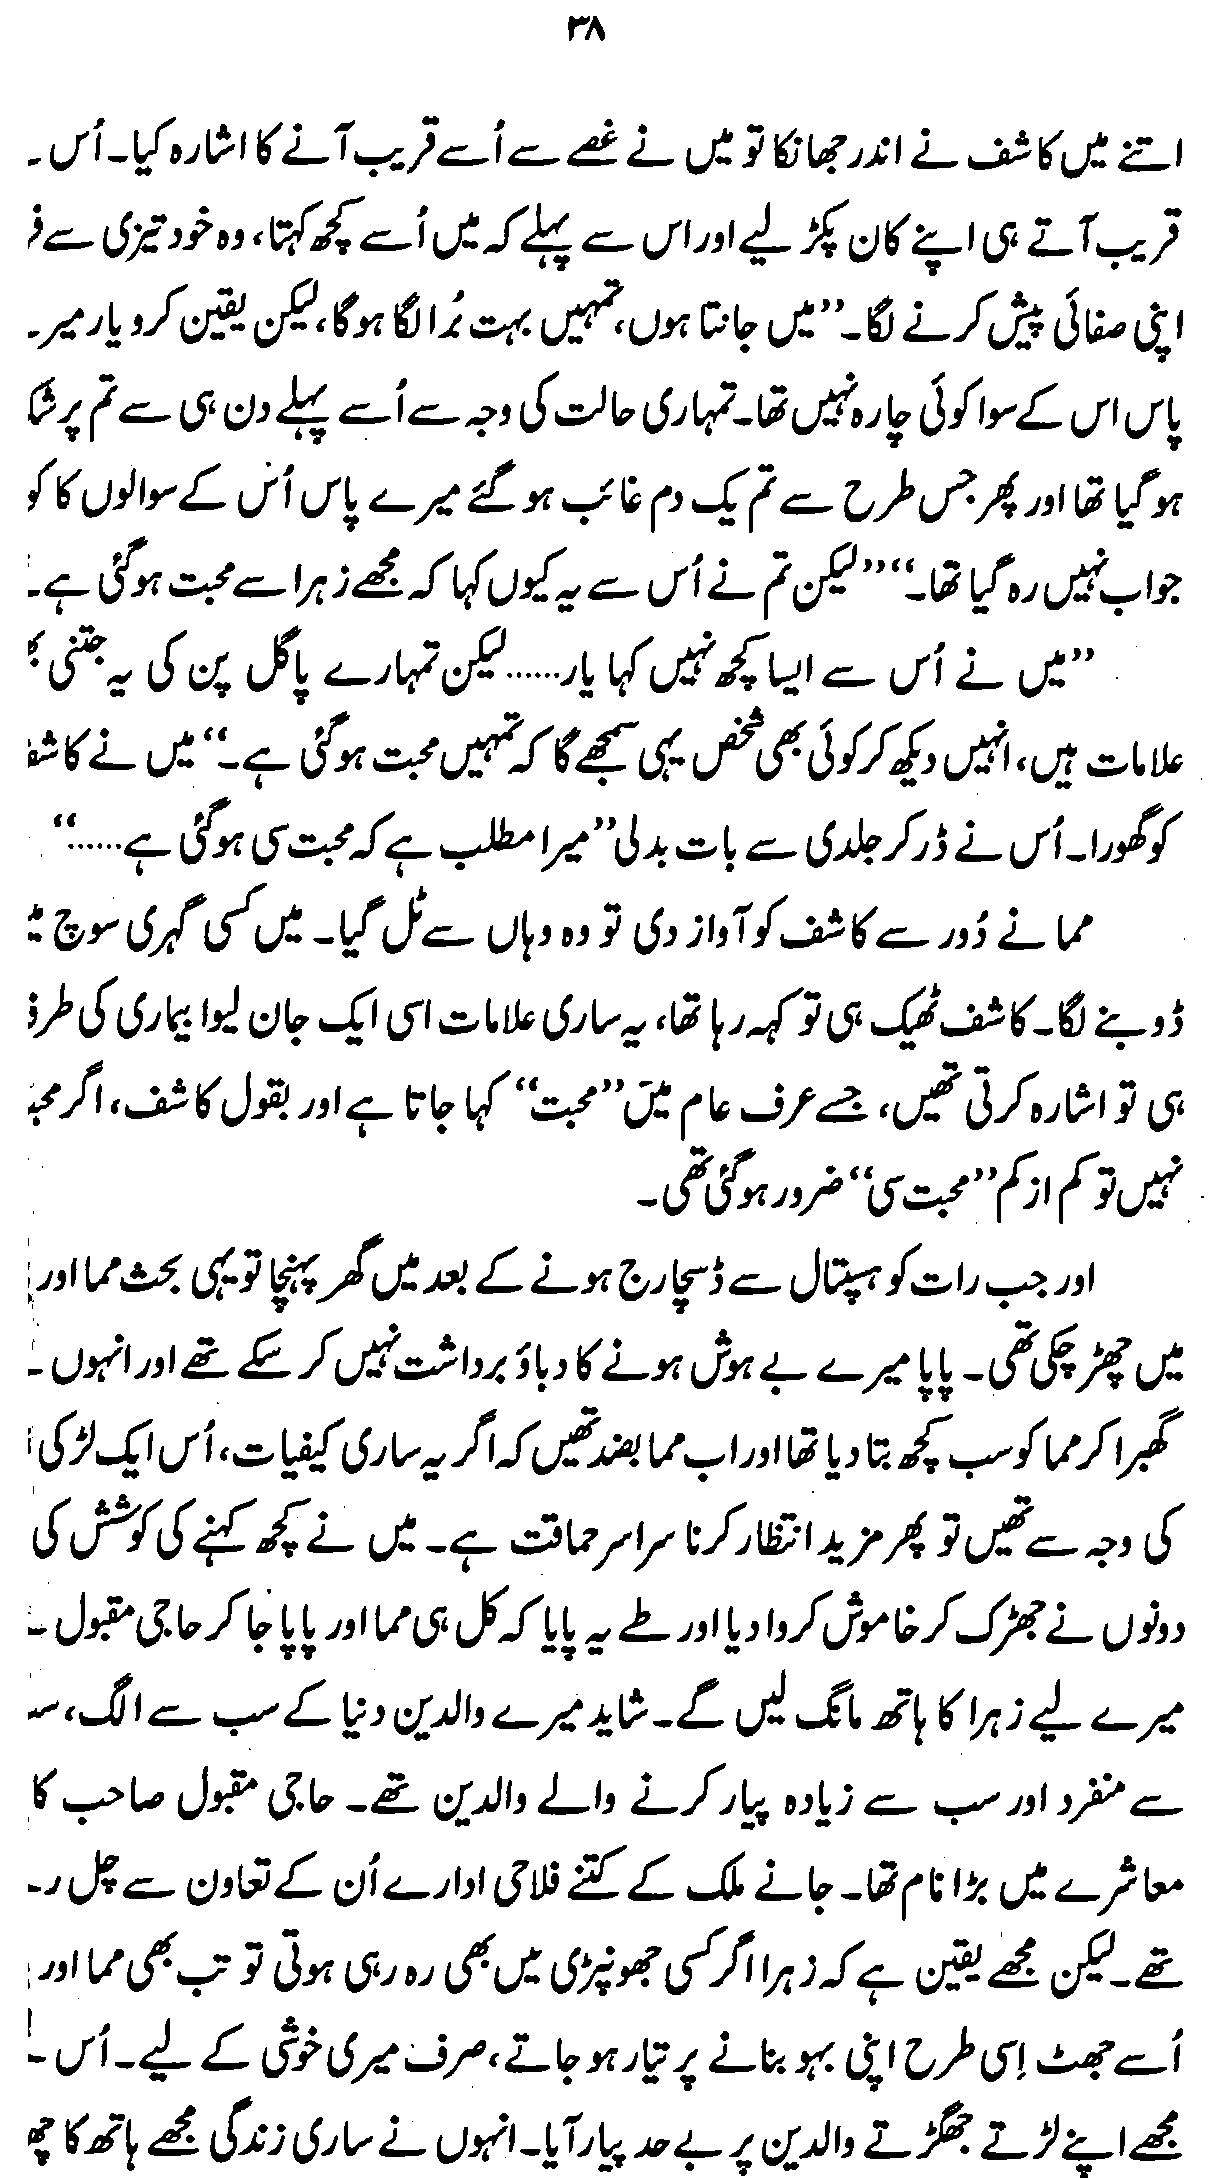 ۳۸
اتنے میں کاشف نے اندر جھانکا تو میں نے غصے سے اُسے قریب آنے کا اشارہ کیا۔ اُس
قریب آتے ہی اپنے کان پکڑ لیے اور اس سے پہلے کہ میں اُسے کچھ کہتا، وہ خود تیزی سے
اپنی صفائی پیش کرنے لگا۔ ”میں جانتا ہوں، تمہیں بہت بُرا لگا ہوگا، لیکن یقین کرو یار
پاس اس کے سوا کوئی چارہ نہیں تھا۔ تمہاری حالت کی وجہ سے اُسے پہلے دن ہی سے تم پر
ہو گیا تھا اور پھر جس طرح سے تم یک دم غائب ہو گئے میرے پاس اُس کے سوالوں کا
جواب نہیں رہ گیا تھا۔“ ”لیکن تم نے اُس سے یہ کیوں کہا کہ مجھے زہرا سے محبت ہوگئی ہے۔
”میں نے اُس سے ایسا کچھ نہیں کہا یار...... لیکن تمہارے پاگل پن کی یہ جتنی
علامات ہیں، انہیں دیکھ کر کوئی بھی شخص یہی سمجھے گا کہ تمہیں محبت ہوگئی ہے۔“ میں نے کاشف
کو گھورا۔ اُس نے ڈر کر جلدی سے بات بدلی ”میرا مطلب ہے کہ محبت سی ہوگئی ہے......“
مما نے دُور سے کاشف کو آواز دی تو وہ وہاں سے ٹل گیا۔ میں کسی گہری سوچ
ڈوبنے لگا۔ کاشف ٹھیک ہی تو کہہ رہا تھا، یہ ساری علامات اسی ایک جان لیوا بیماری کی طرف
ہی تو اشارہ کرتی تھیں، جسے عرف عام میں ”محبت“ کہا جاتا ہے اور بقول کاشف، اگر
نہیں تو کم از کم ”محبت سی“ ضرور ہوگئی تھی۔
اور جب رات کو ہسپتال سے ڈسچارج ہونے کے بعد میں گھر پہنچا تو یہی بحث مما اور
میں چھڑ چکی تھی۔ پاپا میرے بے ہوش ہونے کا دباؤ برداشت نہیں کر سکے تھے اور انہوں
گھبرا کر مما کو سب کچھ بتا دیا تھا اور اب مما بضد تھیں کہ اگر یہ ساری کیفیات، اُس ایک لڑکی
کی وجہ سے تھیں تو پھر مزید انتظار کرنا سراسر حماقت ہے۔ میں نے کچھ کہنے کی کوشش کی
دونوں نے جھڑک کر خاموش کروا دیا اور طے یہ پایا کہ کل ہی مما اور پاپا جا کر حاجی مقبول
میرے لیے زہرا کا ہاتھ مانگ لیں گے۔ شاید میرے والدین دنیا کے سب سے الگ،
سے منفرد اور سب سے زیادہ پیار کرنے والے والدین تھے۔ حاجی مقبول صاحب کا
معاشرے میں بڑا نام تھا۔ جانے ملک کے کتنے فلاحی ادارے اُن کے تعاون سے چل
تھے۔ لیکن مجھے یقین ہے کہ زہرا اگر کسی جھونپڑی میں بھی رہ رہی ہوتی تو تب بھی مما اور
اُسے جھٹ اِسی طرح اپنی بہو بنانے پر تیار ہو جاتے، صرف میری خوشی کے لیے۔ اُس
مجھے اپنے لڑتے جھگڑتے والدین پر بے حد پیار آیا۔ انہوں نے ساری زندگی مجھے ہاتھ کا